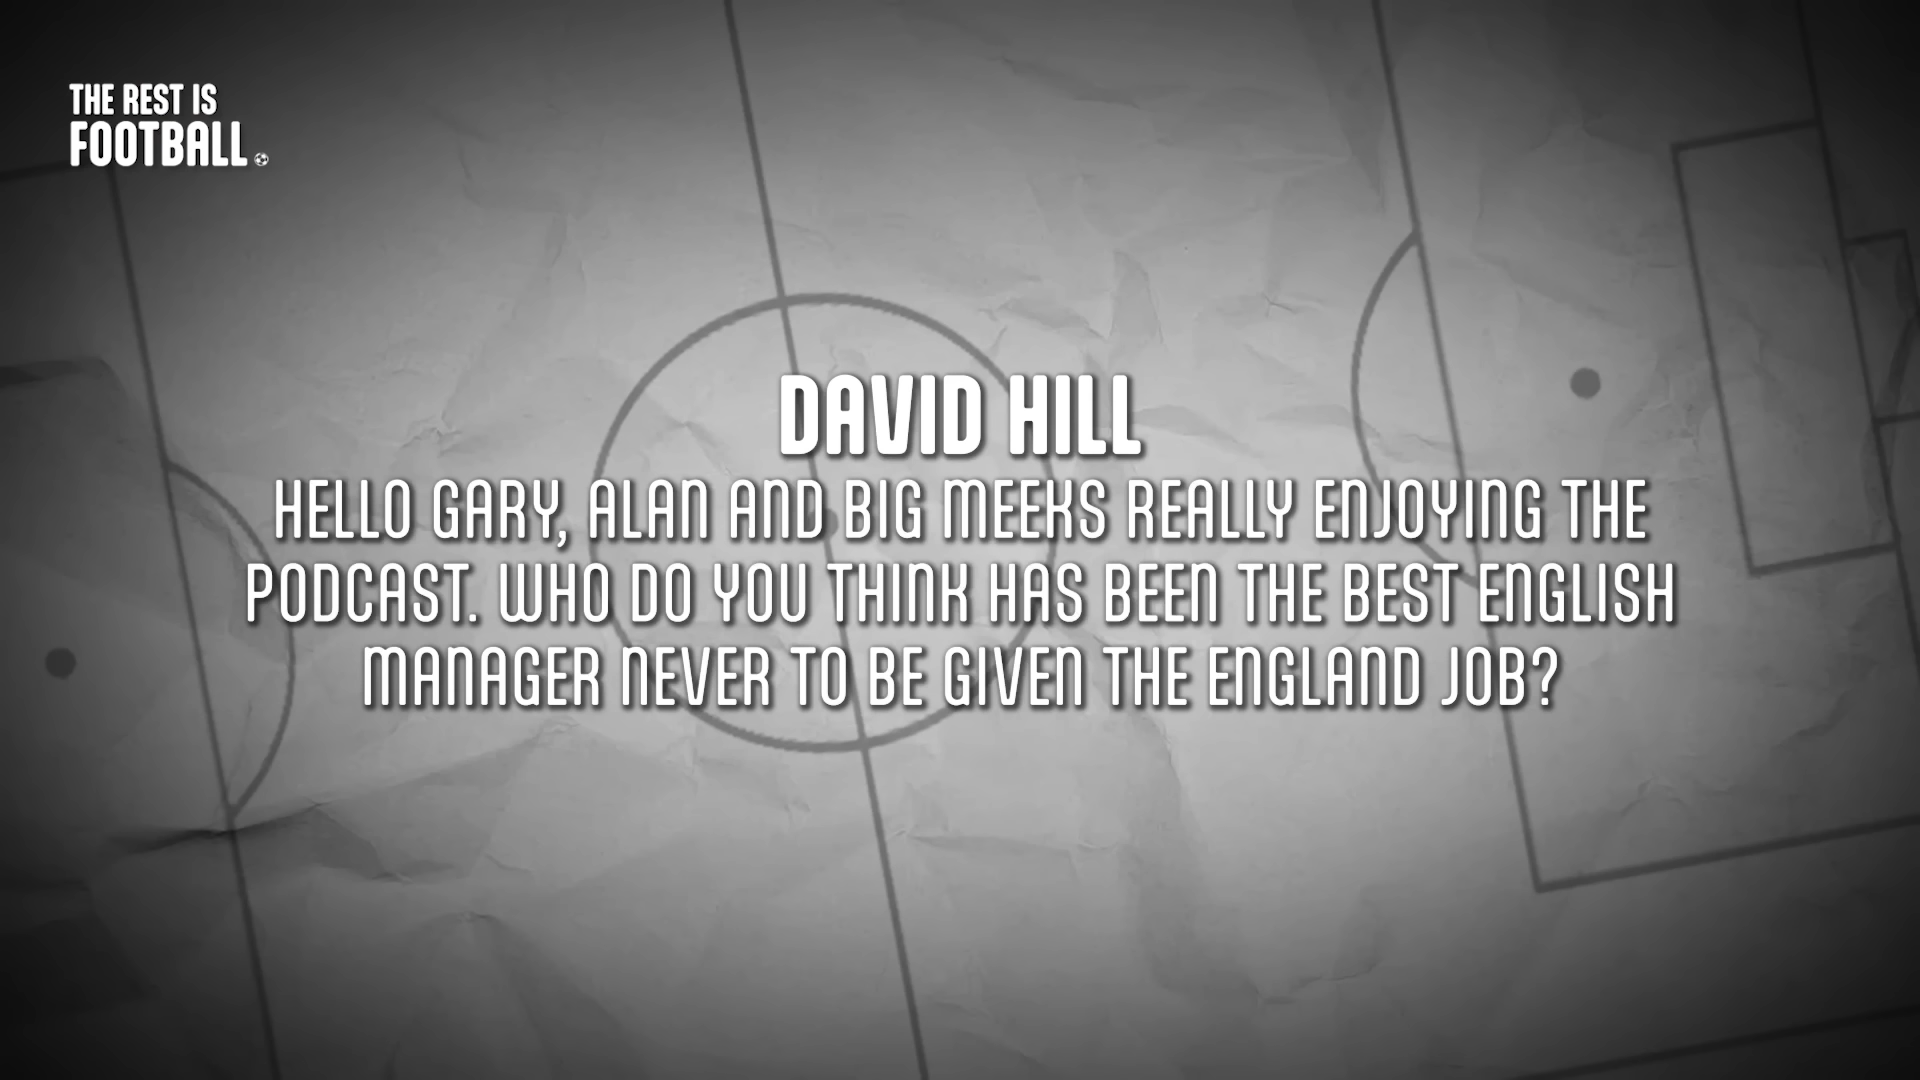 THE REST IS
FOOTBALL
DAVID HILL
HELLO GARY, ALAN AND BIG MEEKS REALLY ENJOYING THE
PODCAST. WHO DO YOU THINK HAS BEEN THE BEST ENGLISH
MANAGER NEVER TO BE GIVEN THE ENGLAND JOB?